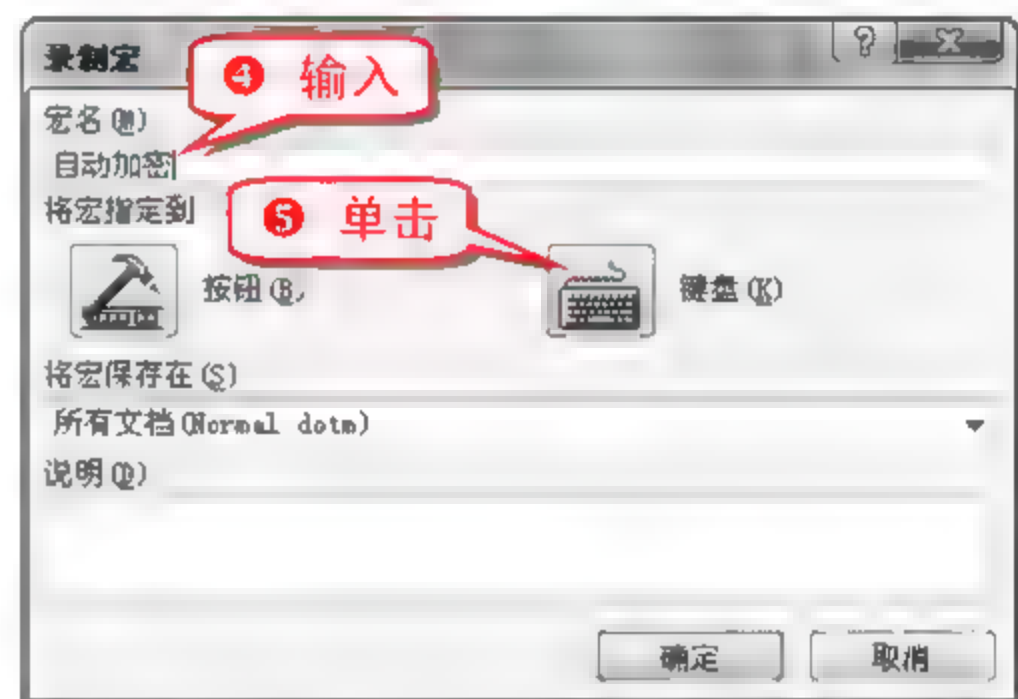 录制宏
❹ 输入
宏名(M)
自动加密
将宏指定到
❺ 单击
按钮(B)
键盘(K)
将宏保存在(S)
所有文档(Normal dotm)
说明(D)
确定
取消